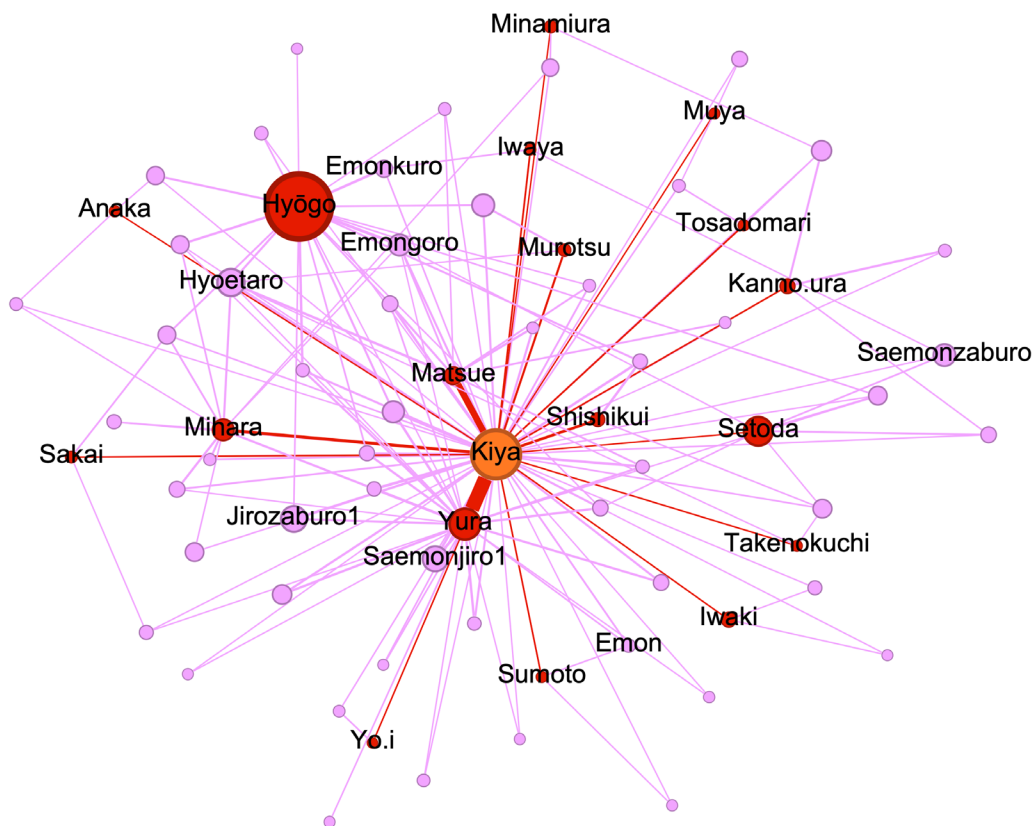 Minamiura
Muya
Iwaya
Emonkuro
Hyōgo
Anaka
Tosadomari
Emongoro
Murotsu
Hyoetaro
Kanno.ura
Saemonzaburo
Matsue
Shishikui
Mihara
Setoda
Sakai
Kiya
Jirozaburo1
Yura
Takenokuchi
Saemonjiro1
Iwaki
Emon
Sumoto
Yo.i